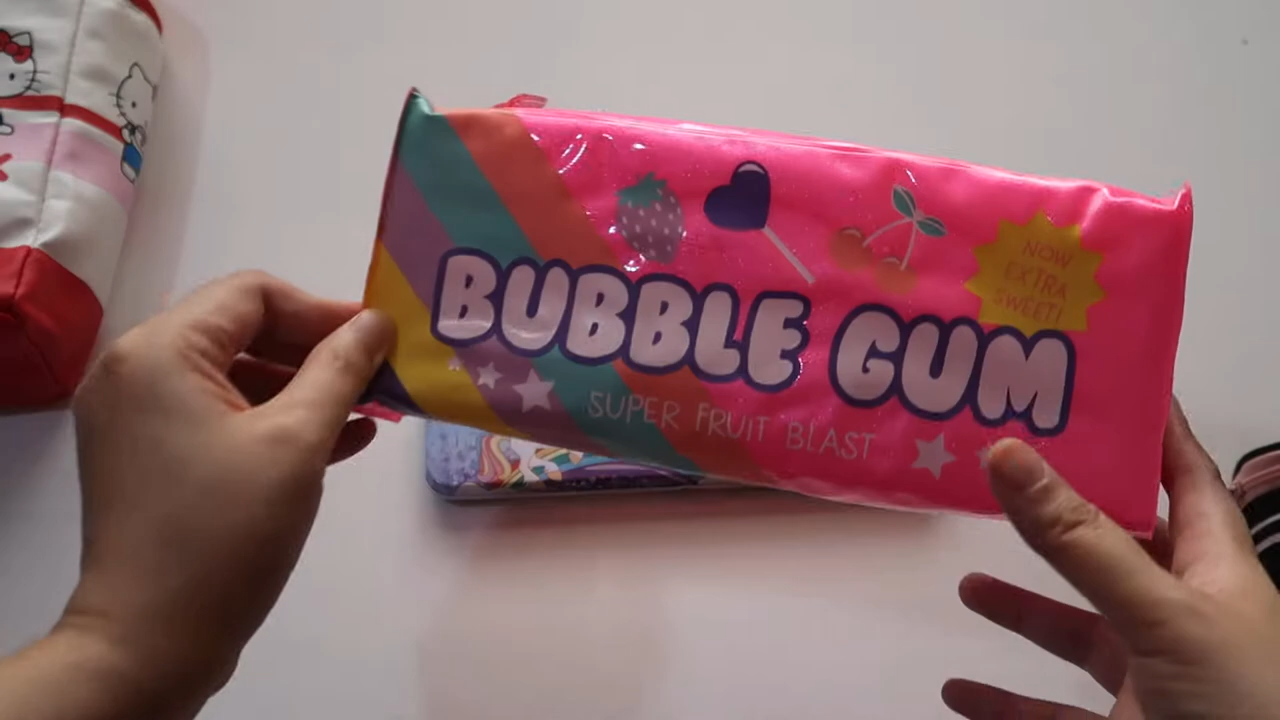 NOW
EXTRA
SWEET!
BUBBLE GUM
SUPER FRUIT BLAST